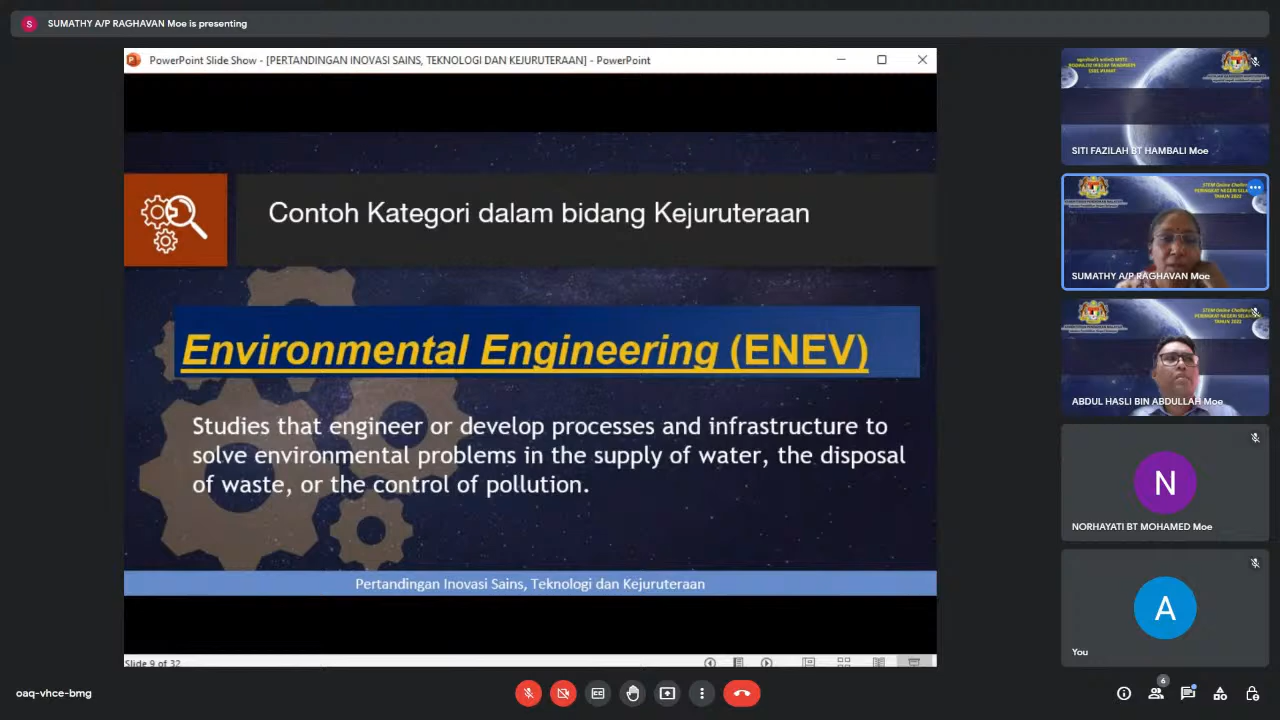 S SUMATHY A/P RAGHAVAN Moe is presenting
PowerPoint Slide Show - [PERTANDINGAN INOVASI SAINS, TEKNOLOGI DAN KEJURUTERAAN] - PowerPoint
Contoh Kategori dalam bidang Kejuruteraan
Environmental Engineering (ENEV)
Studies that engineer or develop processes and infrastructure to
solve environmental problems in the supply of water, the disposal
of waste, or the control of pollution.
Pertandingan Inovasi Sains, Teknologi dan Kejuruteraan
Slide 9 of 32
SITI FAZILAH BT HAMBALI Moe
SUMATHY A/P RAGHAVAN Moe
ABDUL HASLI BIN ABDULLAH Moe
N
NORHAYATI BT MOHAMED Moe
A
You
oaq-vhce-bmg
6